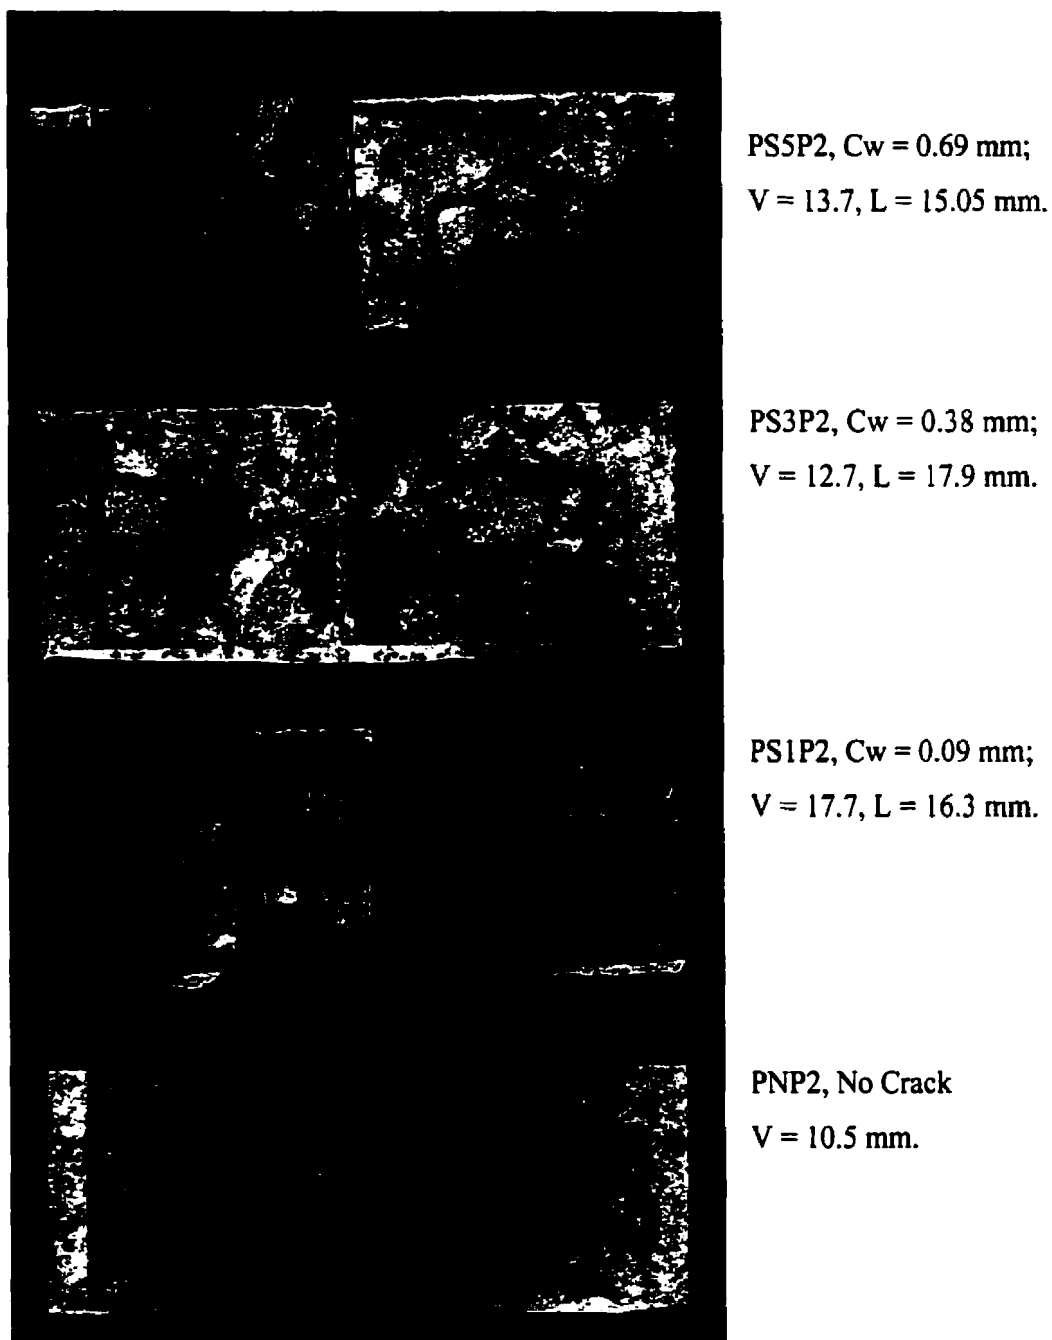 PS5P2, Cw = 0.69 mm;
V = 13.7, L = 15.05 mm.
PS3P2, Cw = 0.38 mm;
V = 12.7, L = 17.9 mm.
PS1P2, Cw = 0.09 mm;
V = 17.7, L = 16.3 mm.
PNP2, No Crack
V = 10.5 mm.